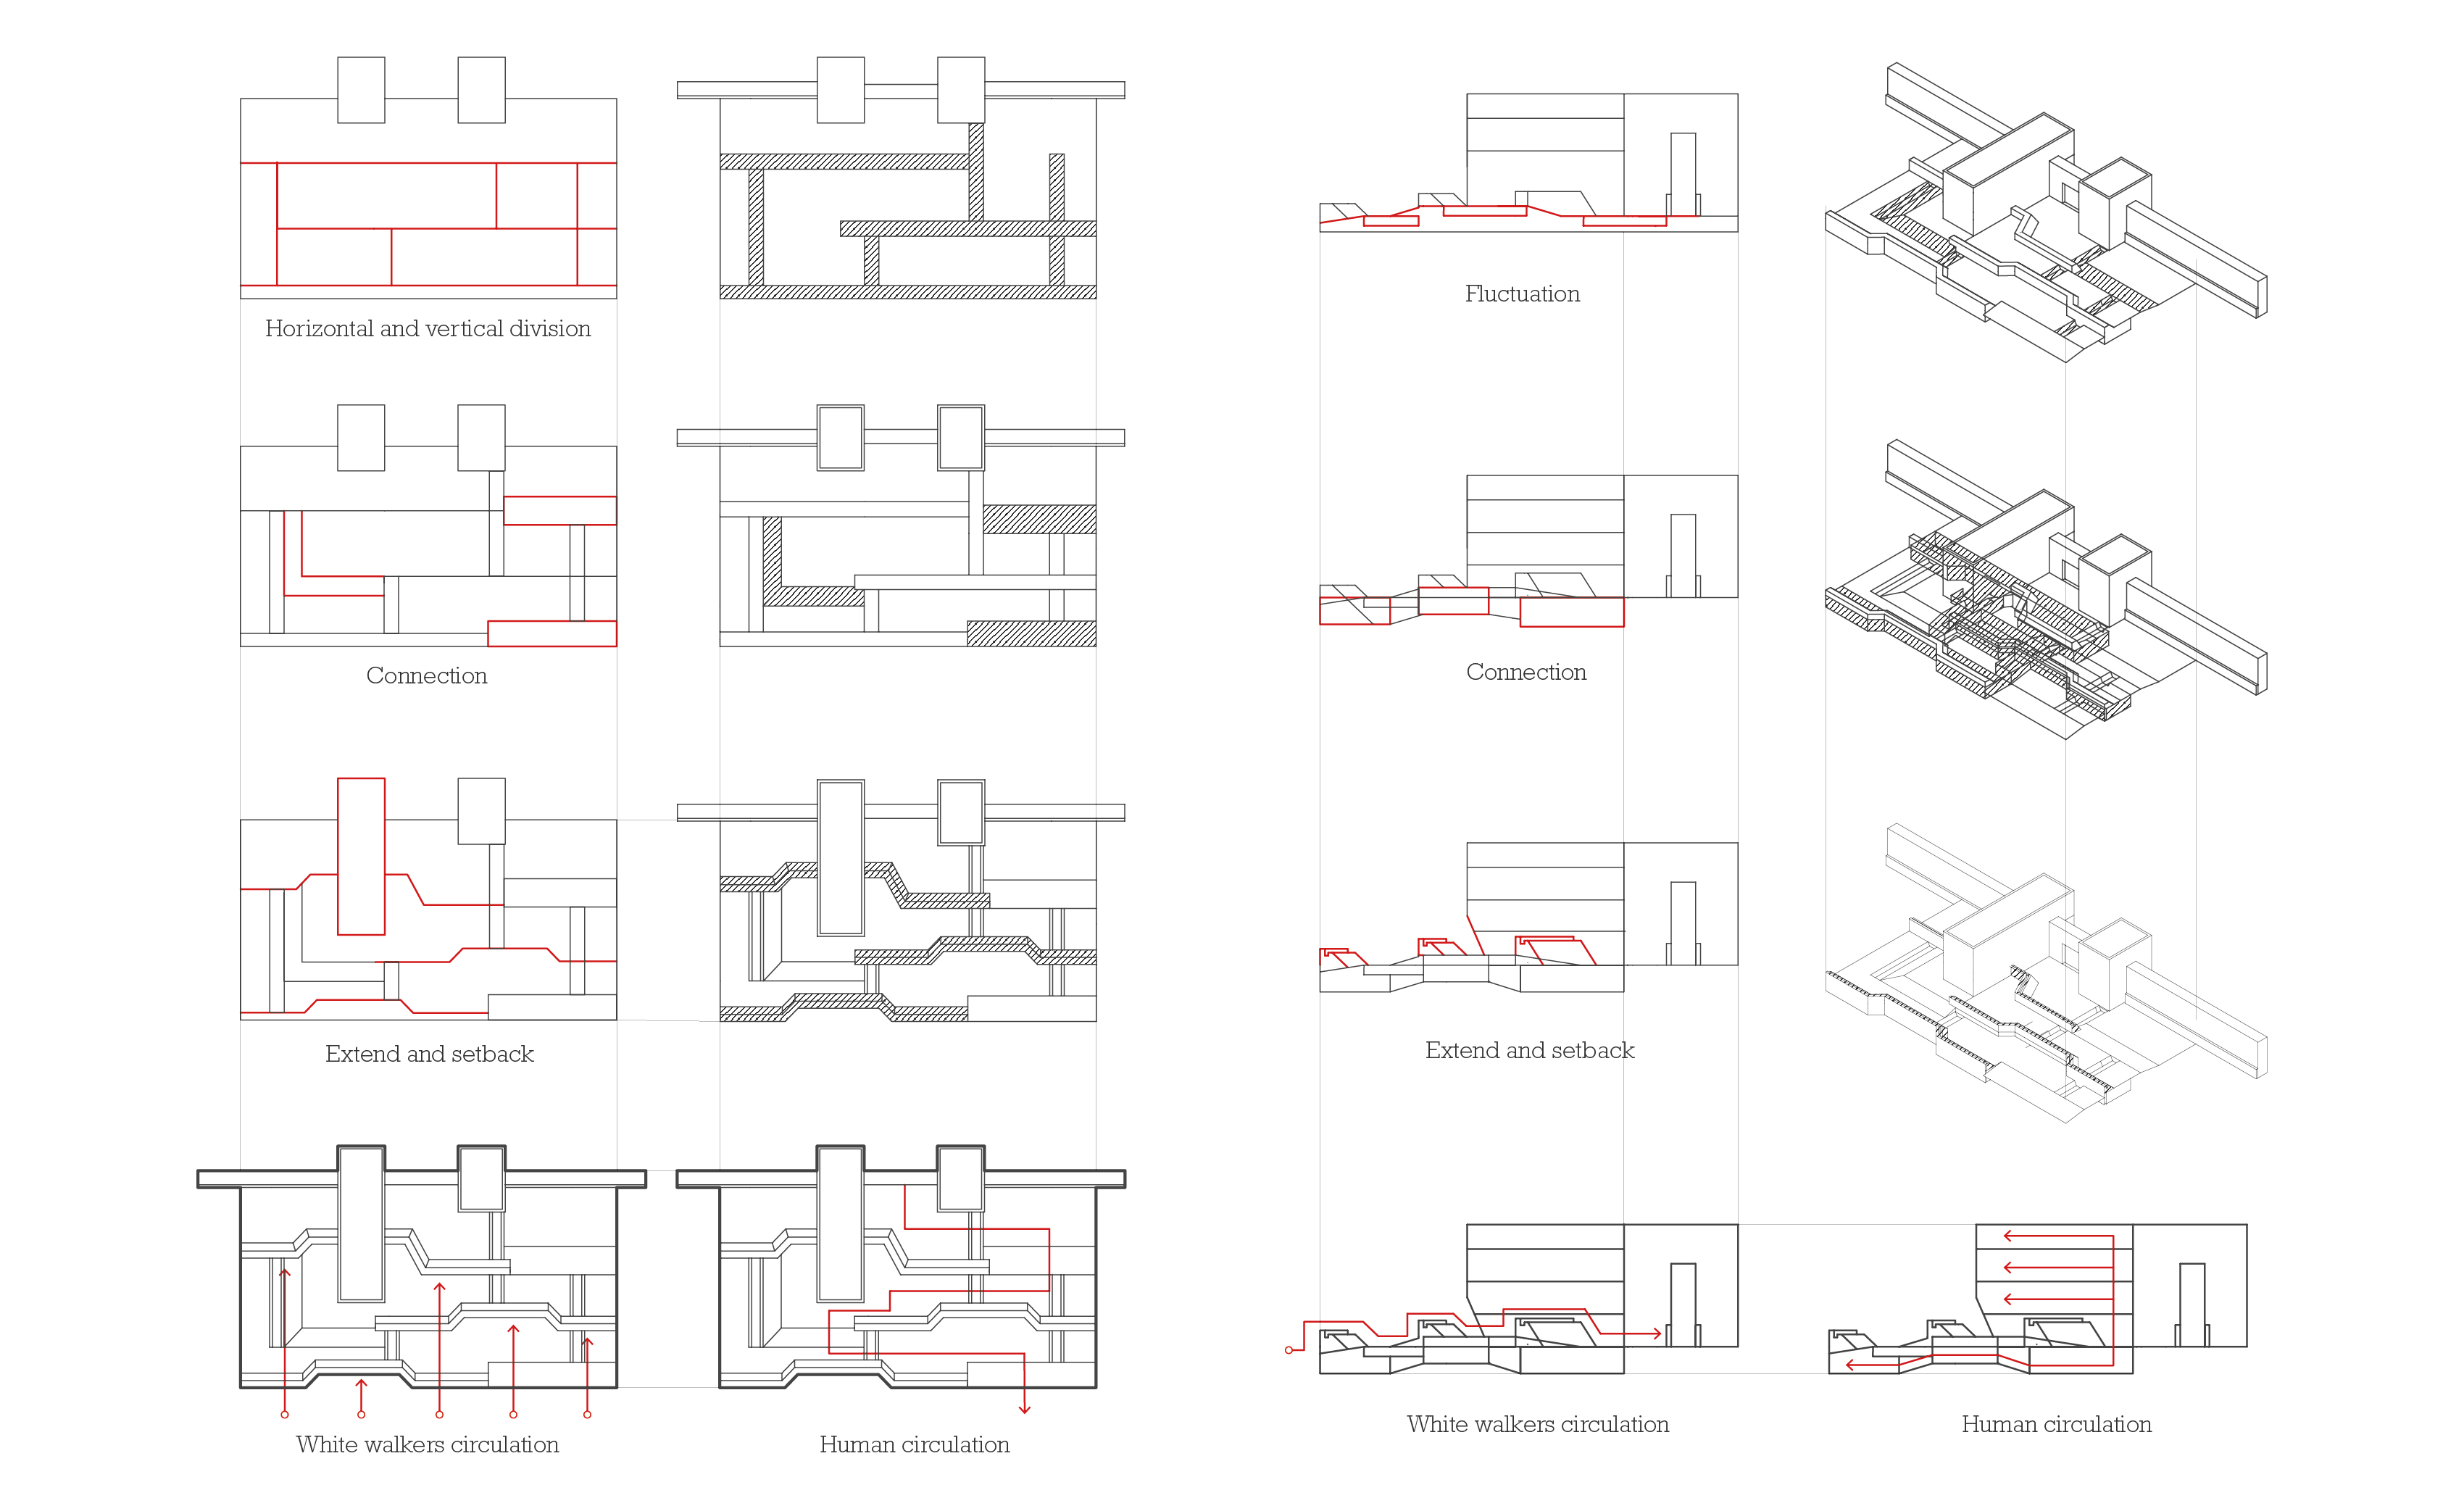 Horizontal and vertical division
Connection
Extend and setback
White walkers circulation
Human circulation
Fluctuation
Connection
Extend and setback
White walkers circulation
Human circulation